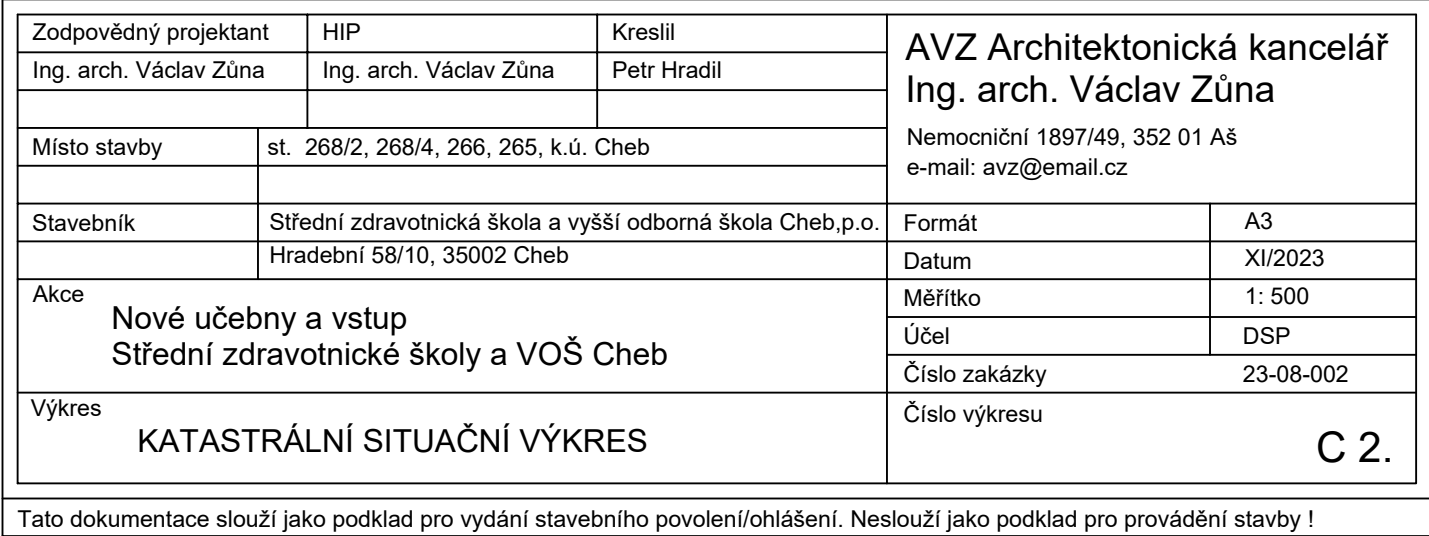 Zodpovědný projektant HIP Kreslil
Ing. arch. Václav Zůna Ing. arch. Václav Zůna Petr Hradil
AVZ Architektonická kancelář
Ing. arch. Václav Zůna
Nemocniční 1897/49, 352 01 Aš
e-mail: avz@email.cz
Místo stavby st. 268/2, 268/4, 266, 265, k.ú. Cheb
Stavebník Střední zdravotnická škola a vyšší odborná škola Cheb,p.o.
Hradební 58/10, 35002 Cheb
Formát A3
Datum XI/2023
Měřítko 1: 500
Účel DSP
Číslo zakázky 23-08-002
Akce
Nové učebny a vstup
Střední zdravotnické školy a VOŠ Cheb
Výkres
KATASTRÁLNÍ SITUAČNÍ VÝKRES
Číslo výkresu
C 2.
Tato dokumentace slouží jako podklad pro vydání stavebního povolení/ohlášení. Neslouží jako podklad pro provádění stavby !